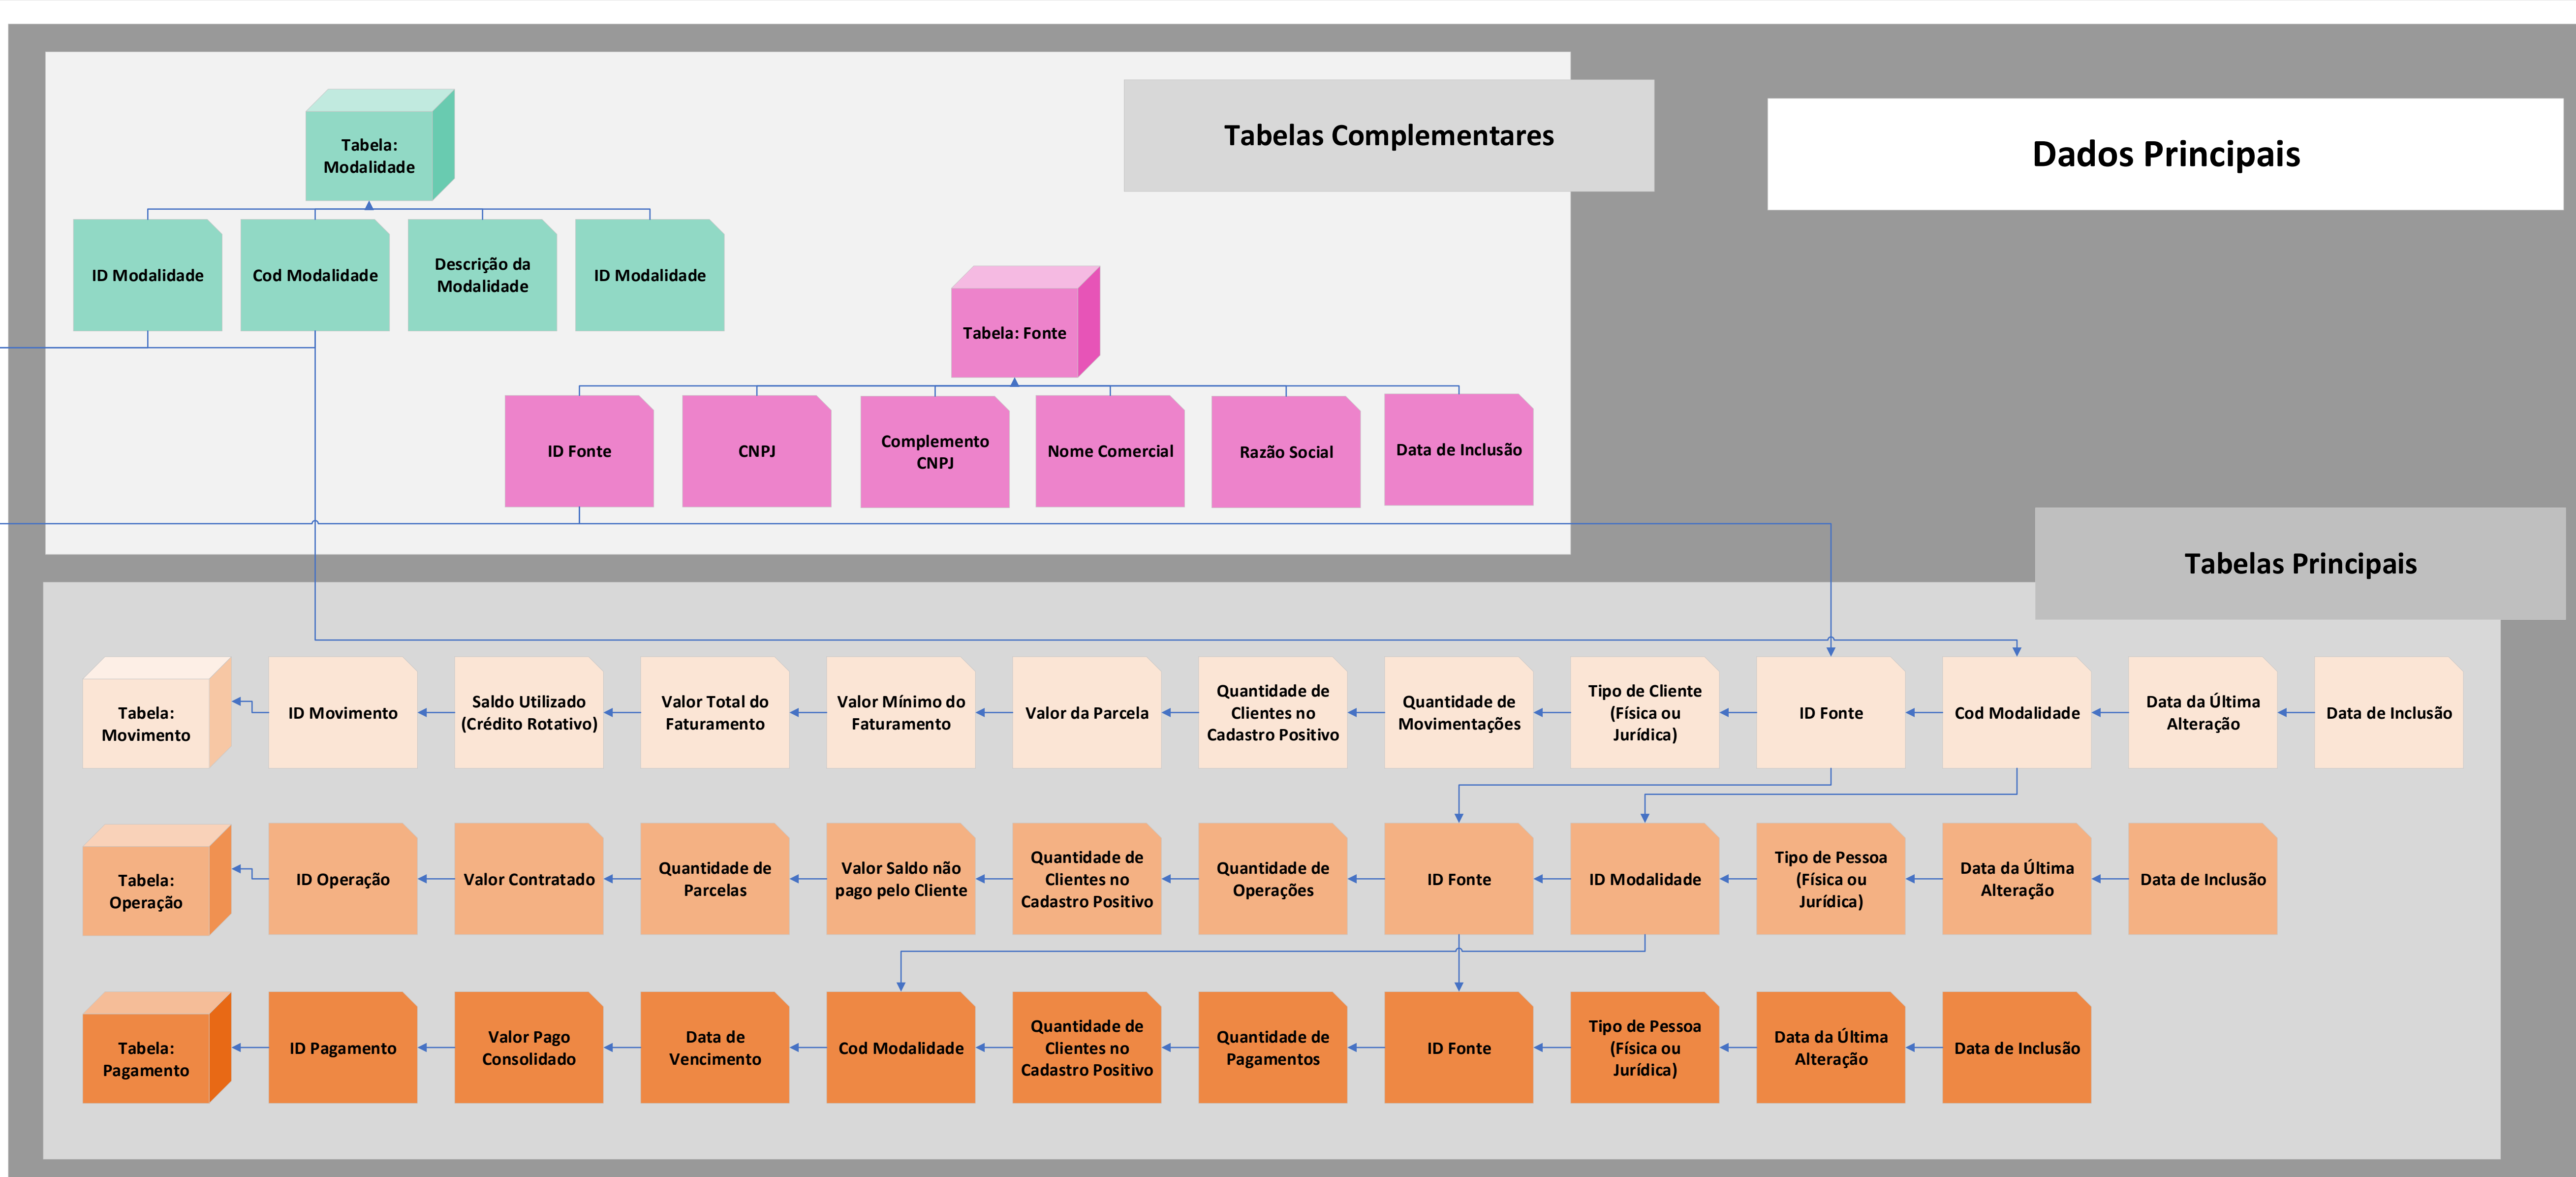 Tabelas Complementares
Dados Principais
Tabela:
Modalidade
ID Modalidade
Cod Modalidade
Descrição da
Modalidade
ID Modalidade
Tabela: Fonte
ID Fonte
CNPJ
Complemento
CNPJ
Nome Comercial
Razão Social
Data de Inclusão
Tabelas Principais
Tabela:
Movimento
ID Movimento
Saldo Utilizado
(Crédito Rotativo)
Valor Total do
Faturamento
Valor Mínimo do
Faturamento
Valor da Parcela
Quantidade de
Clientes no
Cadastro Positivo
Quantidade de
Movimentações
Tipo de Cliente
(Física ou
Jurídica)
ID Fonte
Cod Modalidade
Data da Última
Alteração
Data de Inclusão
Tabela:
Operação
ID Operação
Valor Contratado
Quantidade de
Parcelas
Valor Saldo não
pago pelo Cliente
Quantidade de
Clientes no
Cadastro Positivo
Quantidade de
Operações
ID Fonte
ID Modalidade
Tipo de Pessoa
(Física ou
Jurídica)
Data da Última
Alteração
Data de Inclusão
Tabela:
Pagamento
ID Pagamento
Valor Pago
Consolidado
Data de
Vencimento
Cod Modalidade
Quantidade de
Clientes no
Cadastro Positivo
Quantidade de
Pagamentos
ID Fonte
Tipo de Pessoa
(Física ou
Jurídica)
Data da Última
Alteração
Data de Inclusão